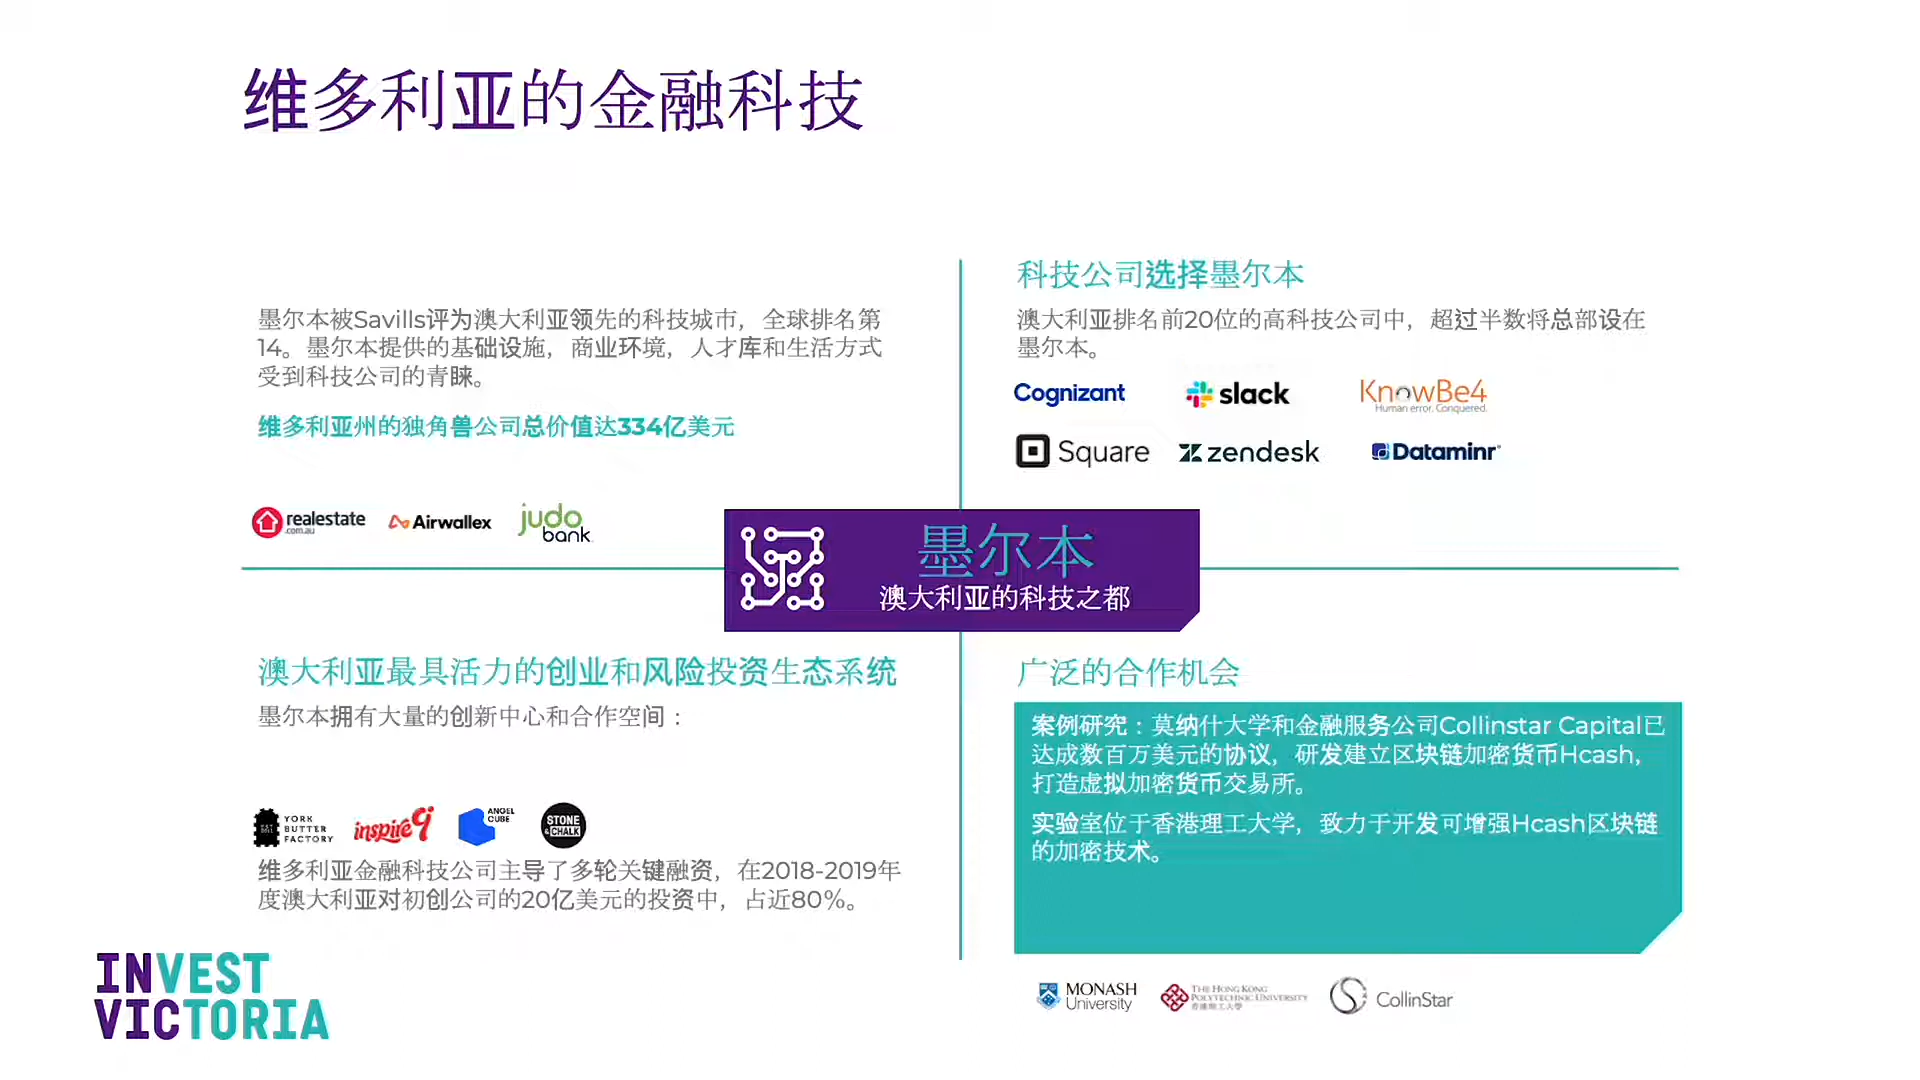 维多利亚的金融科技
墨尔本被Savills评为澳大利亚领先的科技城市，全球排名第
14。墨尔本提供的基础设施，商业环境，人才库和生活方式
受到科技公司的青睐。
维多利亚州的独角兽公司总价值达334亿美元
realestate
.com.au
Airwallex
judo
bank
科技公司选择墨尔本
澳大利亚排名前20位的高科技公司中，超过半数将总部设在
墨尔本。
Cognizant
slack
KnowBe4
Human error. Conquered.
Square
zendesk
Dataminr
墨尔本
澳大利亚的科技之都
澳大利亚最具活力的创业和风险投资生态系统
墨尔本拥有大量的创新中心和合作空间：
YORK
BUTTER
FACTORY
inspire9
ANGEL
CUBE
STONE
&CHALK
维多利亚金融科技公司主导了多轮关键融资，在2018-2019年
度澳大利亚对初创公司的20亿美元的投资中，占近80%。
广泛的合作机会
案例研究：莫纳什大学和金融服务公司Collinstar Capital已
达成数百万美元的协议，研发建立区块链加密货币Hcash，
打造虚拟加密货币交易所。
实验室位于香港理工大学，致力于开发可增强Hcash区块链
的加密技术。
MONASH
University
THE HONG KONG
POLYTECHNIC UNIVERSITY
香港理工大學
CollinStar
INVEST
VICTORIA